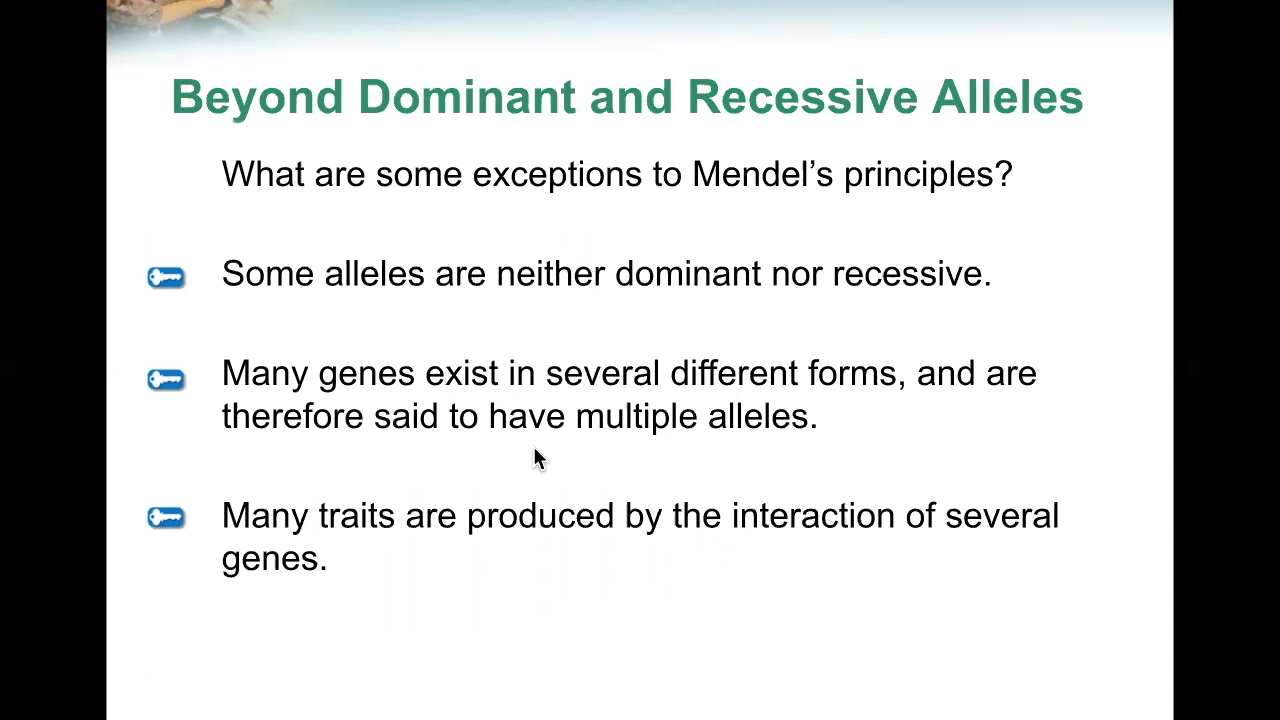 Beyond Dominant and Recessive Alleles
What are some exceptions to Mendel’s principles?
Some alleles are neither dominant nor recessive.
Many genes exist in several different forms, and are
therefore said to have multiple alleles.
Many traits are produced by the interaction of several
genes.